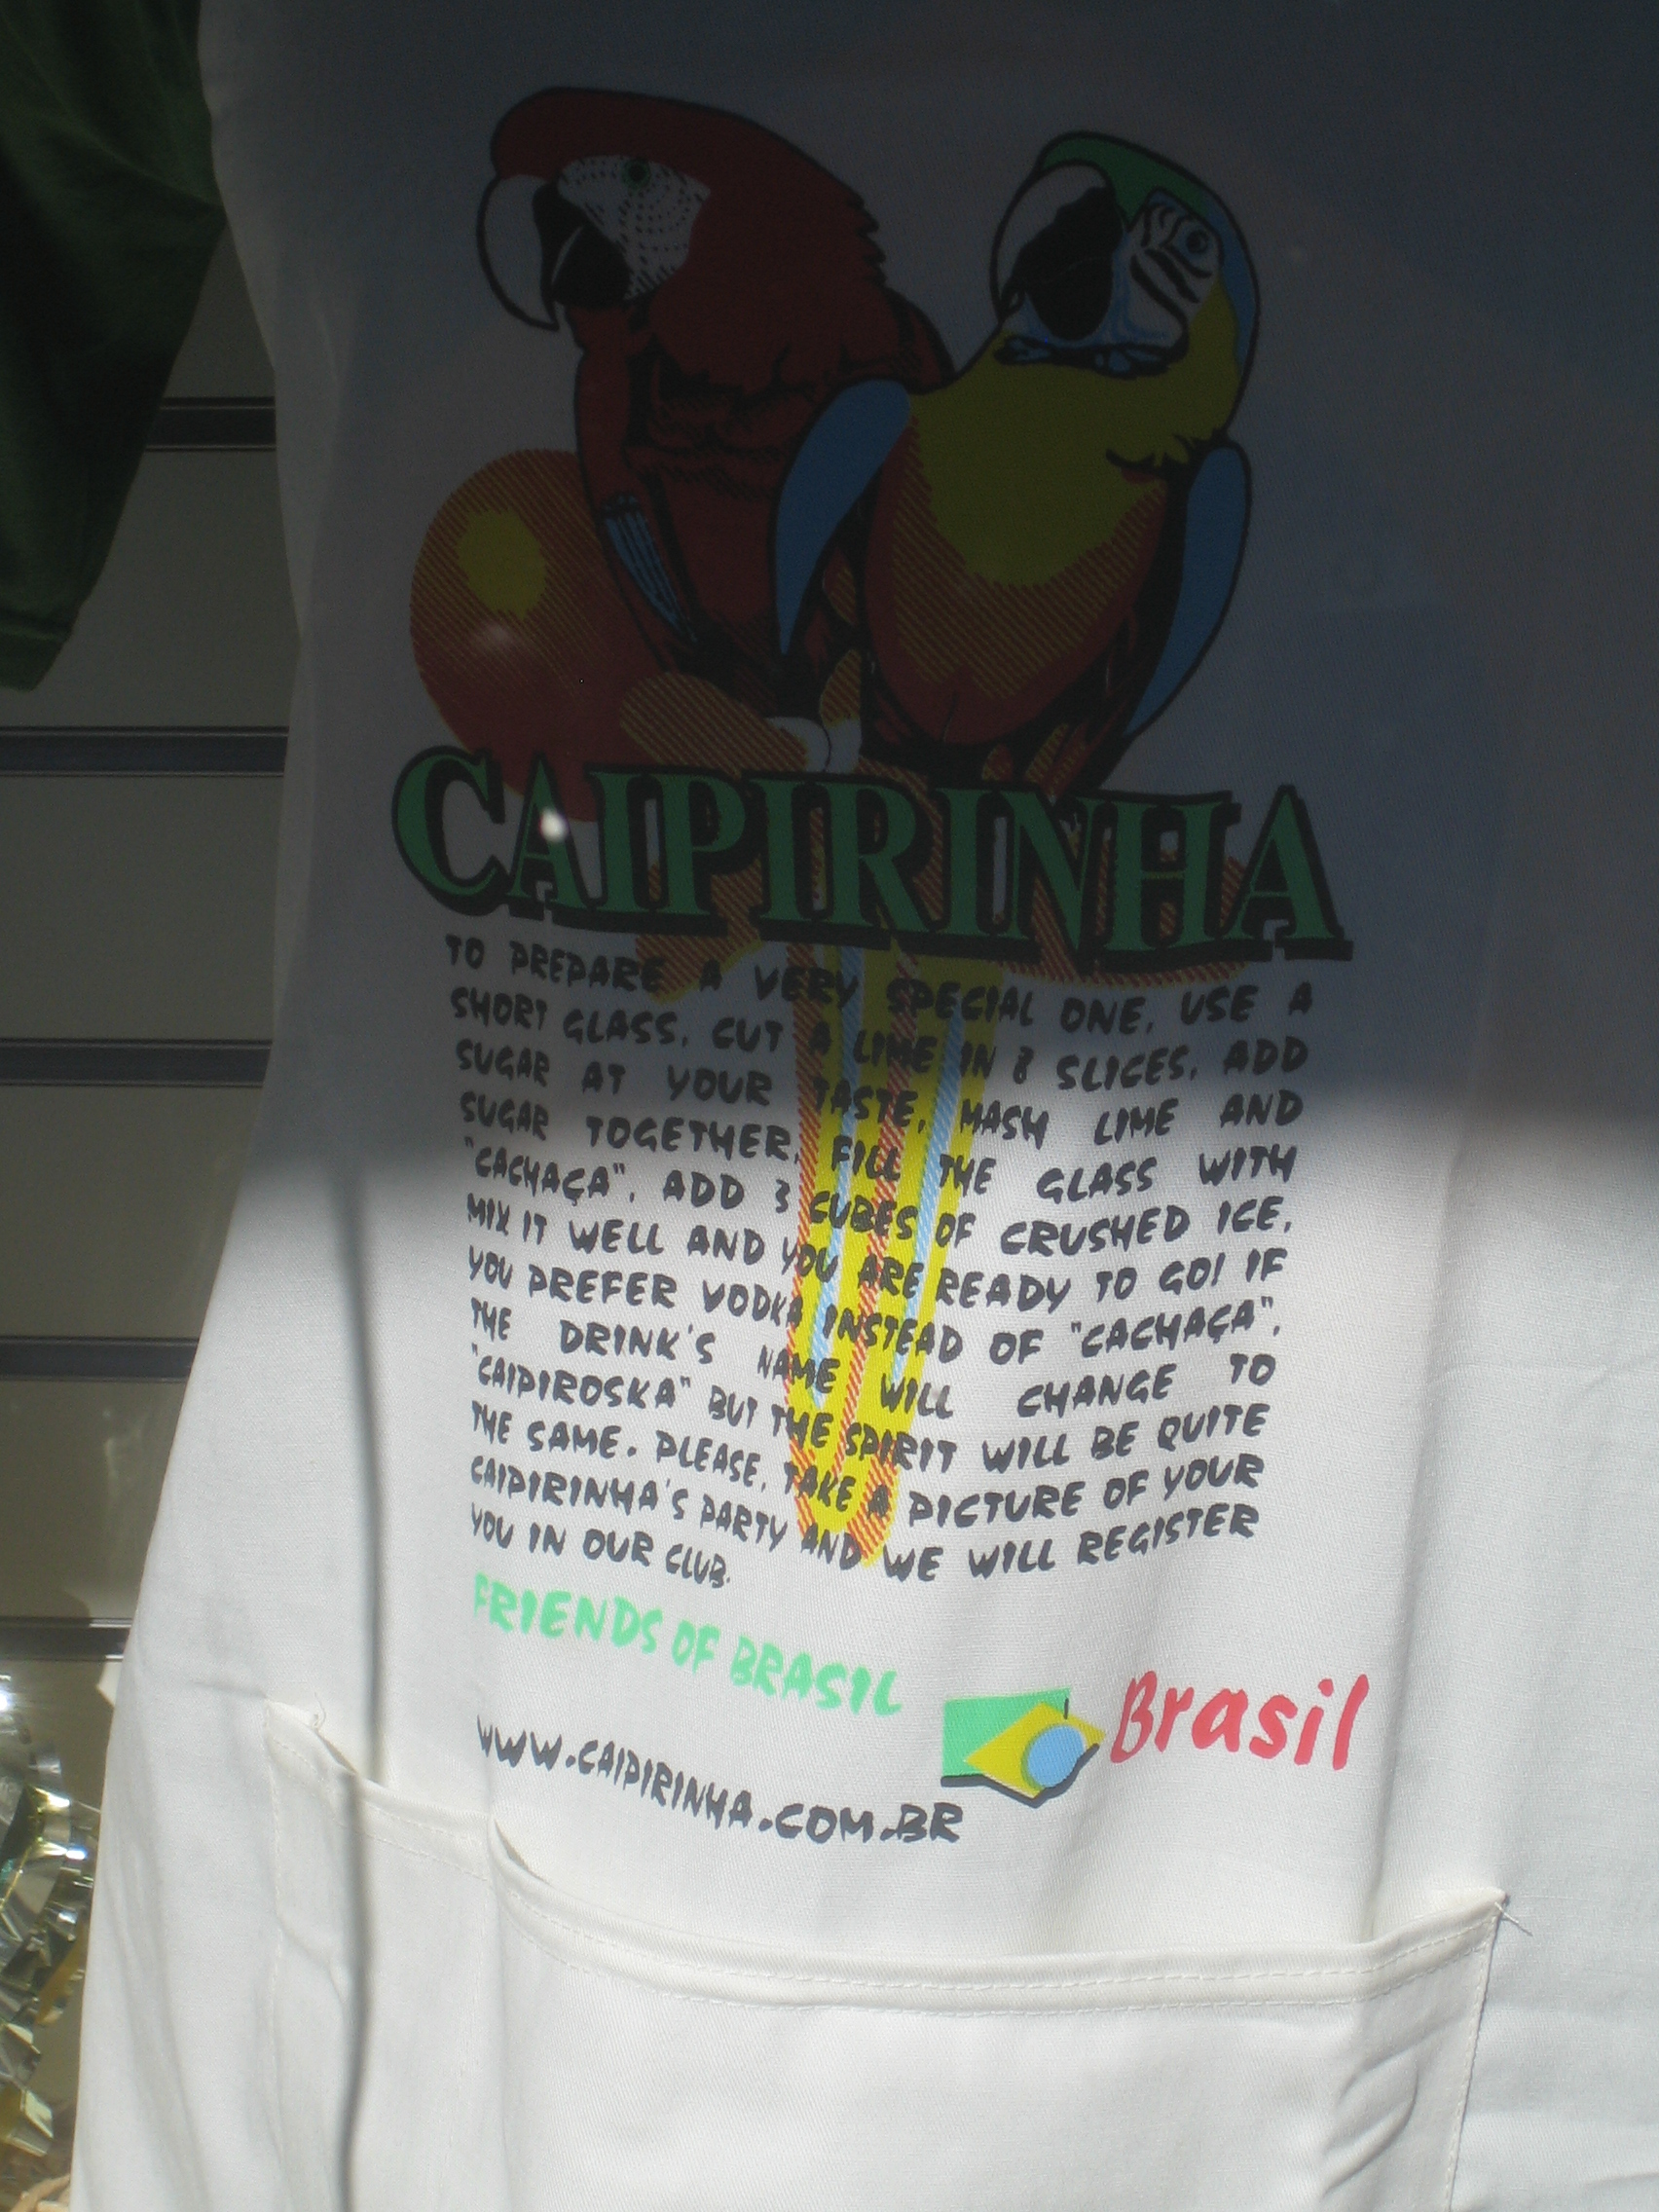 CAIPIRINHA
TO PREPARE A VERY SPECIAL ONE, USE A
SHORT GLASS, CUT A LIME IN 8 SLICES, ADD
SUGAR AT YOUR TASTE, MASH LIME AND
SUGAR TOGETHER, FILL THE GLASS WITH
"CACHAÇA", ADD 3 CUBES OF CRUSHED ICE,
MIX IT WELL AND YOU ARE READY TO GO! IF
YOU PREFER VODKA INSTEAD OF "CACHAÇA",
THE DRINK'S NAME WILL CHANGE TO
"CAIPIROSKA" BUT THE SPIRIT WILL BE QUITE
THE SAME. PLEASE, TAKE A PICTURE OF YOUR
CAIPIRINHA'S PARTY AND WE WILL REGISTER
YOU IN OUR CLUB.
FRIENDS OF BRASIL
Brasil
WWW.CAIPIRINHA.COM.BR